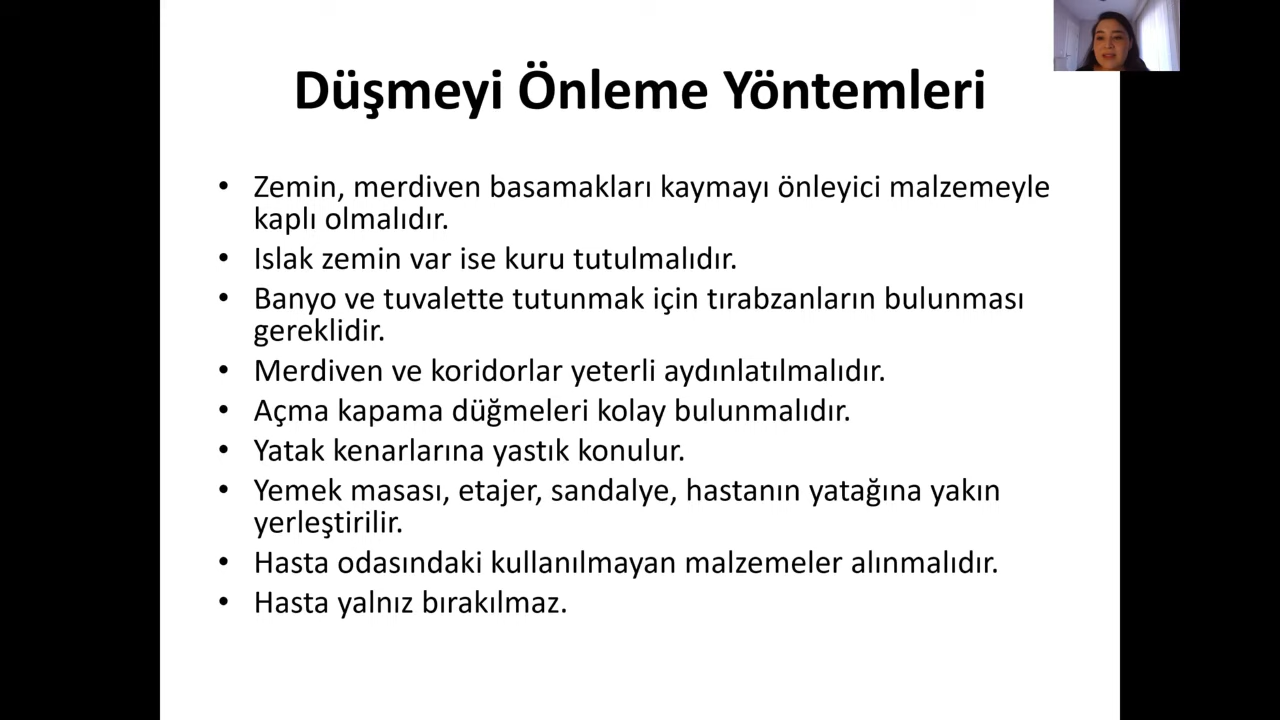 Düşmeyi Önleme Yöntemleri
• Zemin, merdiven basamakları kaymayı önleyici malzemeyle
kaplı olmalıdır.
• Islak zemin var ise kuru tutulmalıdır.
• Banyo ve tuvalette tutunmak için tırabzanların bulunması
gereklidir.
• Merdiven ve koridorlar yeterli aydınlatılmalıdır.
• Açma kapama düğmeleri kolay bulunmalıdır.
• Yatak kenarlarına yastık konulur.
• Yemek masası, etajer, sandalye, hastanın yatağına yakın
yerleştirilir.
• Hasta odasındaki kullanılmayan malzemeler alınmalıdır.
• Hasta yalnız bırakılmaz.